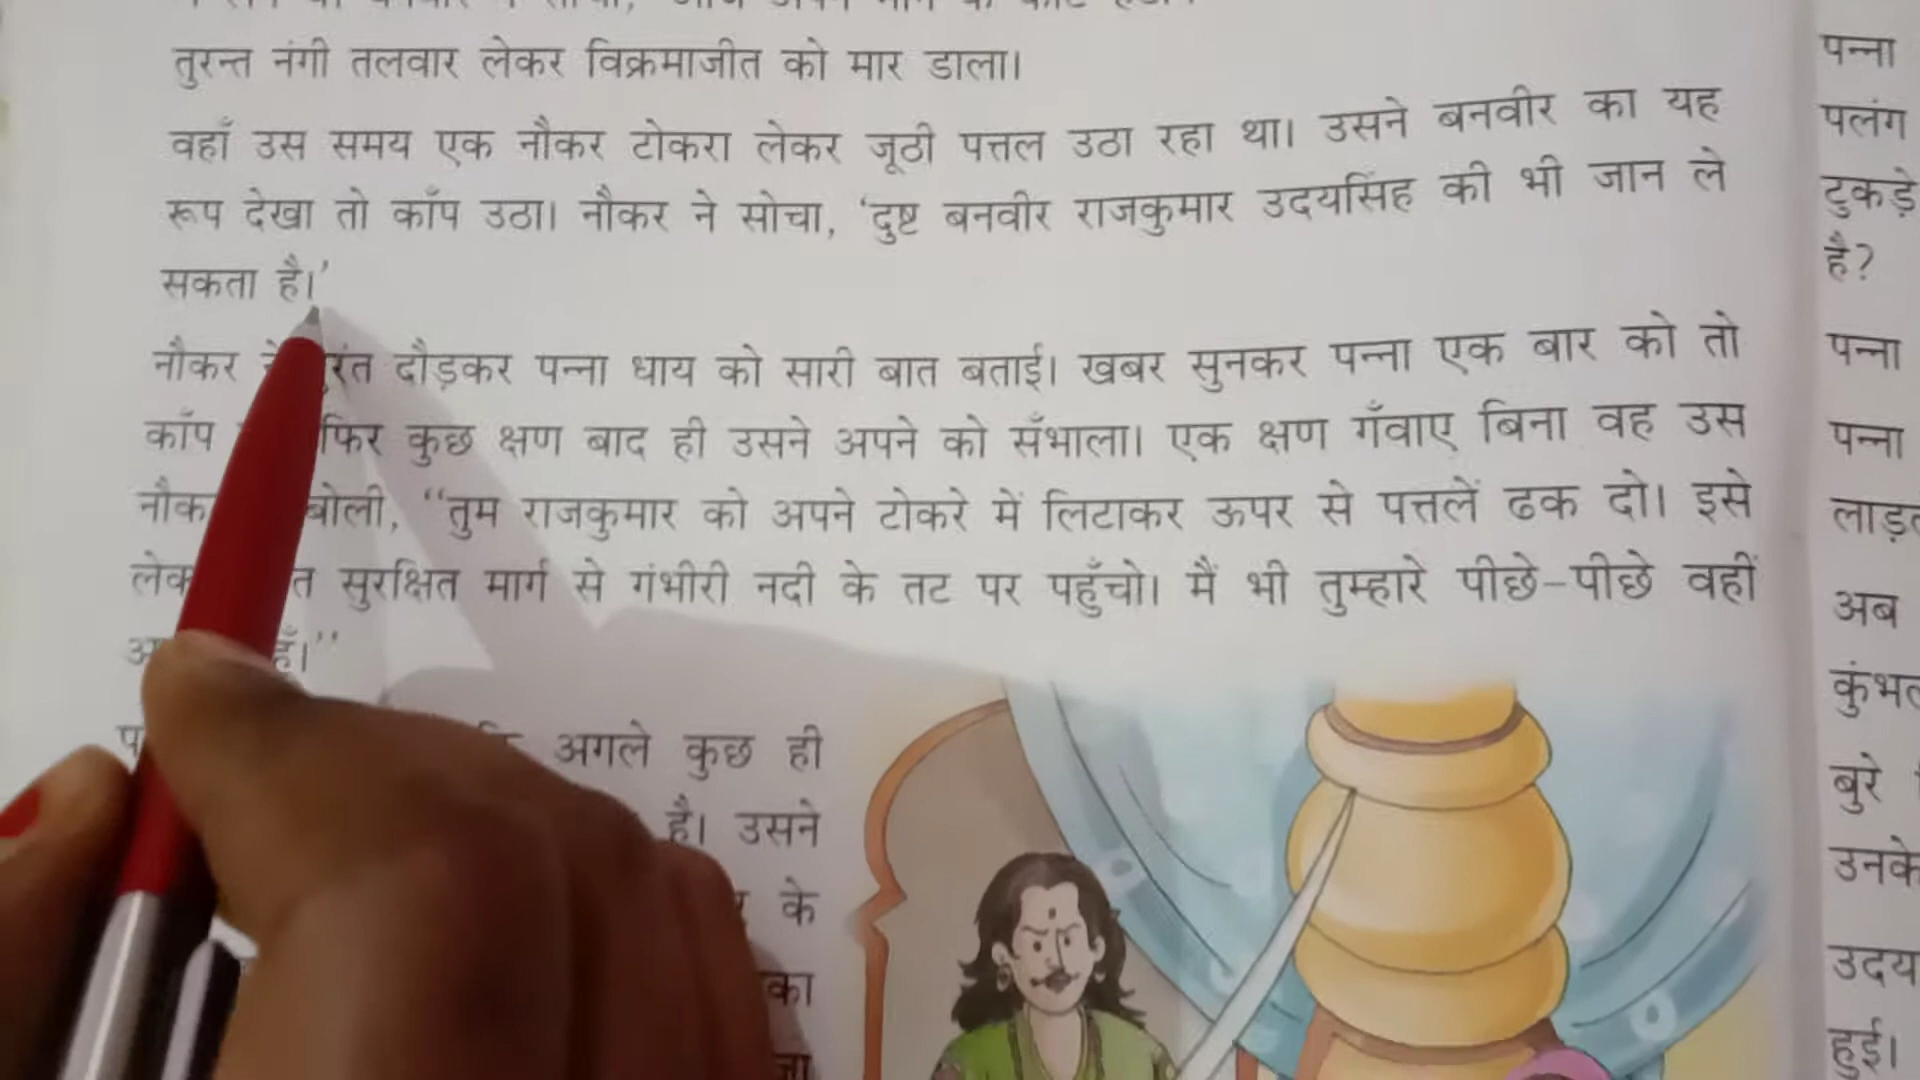 तुरन्त नंगी तलवार लेकर विक्रमाजीत को मार डाला।
वहाँ उस समय एक नौकर टोकरा लेकर जूठी पत्तल उठा रहा था। उसने बनवीर का यह
रूप देखा तो काँप उठा। नौकर ने सोचा, ‘दुष्ट बनवीर राजकुमार उदयसिंह की भी जान ले
सकता है।’
नौकर दौड़कर पन्ना धाय को सारी बात बताई। खबर सुनकर पन्ना एक बार को तो
काँप फिर कुछ क्षण बाद ही उसने अपने को सँभाला। एक क्षण गँवाए बिना वह उस
बोली, “तुम राजकुमार को अपने टोकरे में लिटाकर ऊपर से पत्तलें ढक दो। इसे
सुरक्षित मार्ग से गंभीरी नदी के तट पर पहुँचो। मैं भी तुम्हारे पीछे-पीछे वहीं
हूँ।”
अगले कुछ ही
है। उसने
के
पन्ना
पलंग
टुकड़े
है?
पन्ना
पन्ना
अब
बुरे
उनके
हुई।